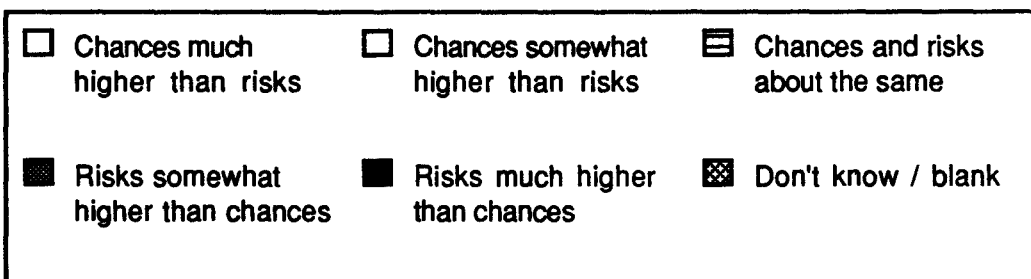 Chances much
higher than risks
Chances somewhat
higher than risks
Chances and risks
about the same
Risks somewhat
higher than chances
Risks much higher
than chances
Don't know / blank